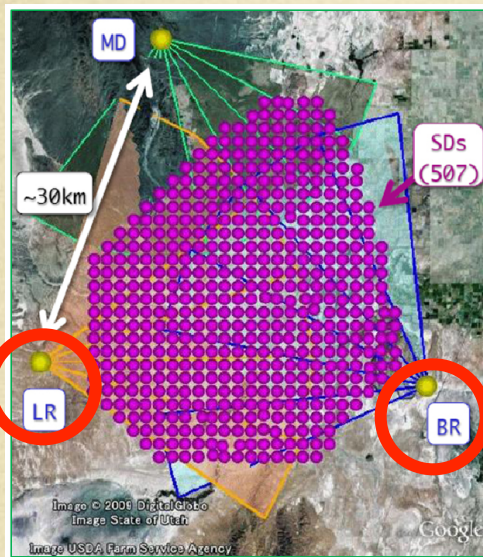 MD
SDs
(507)
~30km
LR
BR
Image © 2009 DigitalGlobe
Image State of Utah
Image USDA Farm Service Agency
Google